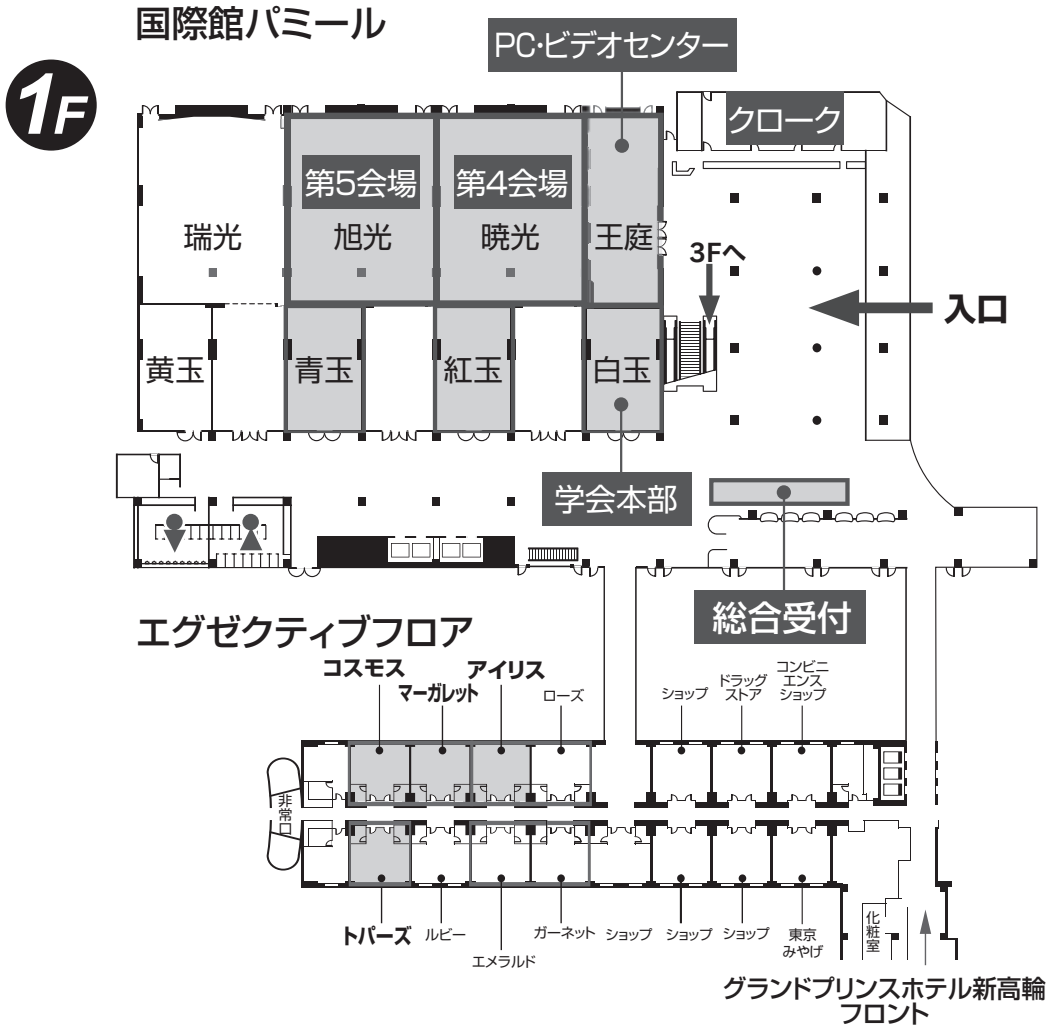 国際館パミール
1F
PC・ビデオセンター
クローク
第5会場
第4会場
瑞光
旭光
暁光
王庭
3Fへ
入口
黄玉
青玉
紅玉
白玉
学会本部
総合受付
エグゼクティブフロア
コスモス
マーガレット
アイリス
ローズ
ショップ
ドラッグ
ストア
コンビニ
エンス
ショップ
非常口
トパーズ
ルビー
エメラルド
ガーネット
ショップ
ショップ
ショップ
東京
みやげ
化粧室
グランドプリンスホテル新高輪
フロント